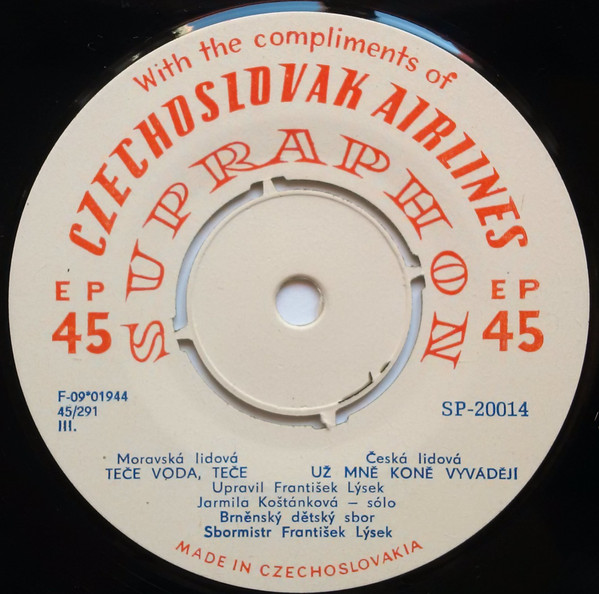 With the compliments of
CZECHOSLOVAK AIRLINES
SUPRAPHON
EP
45
EP
45
F-09*01944
45/291
III.
SP-20014
Moravská lidová Česká lidová
TEČE VODA, TEČE UŽ MNĚ KONĚ VYVÁDĚJÍ
Upravil František Lýsek
Jarmila Koštánková – sólo
Brněnský dětský sbor
Sbormistr František Lýsek
MADE IN CZECHOSLOVAKIA